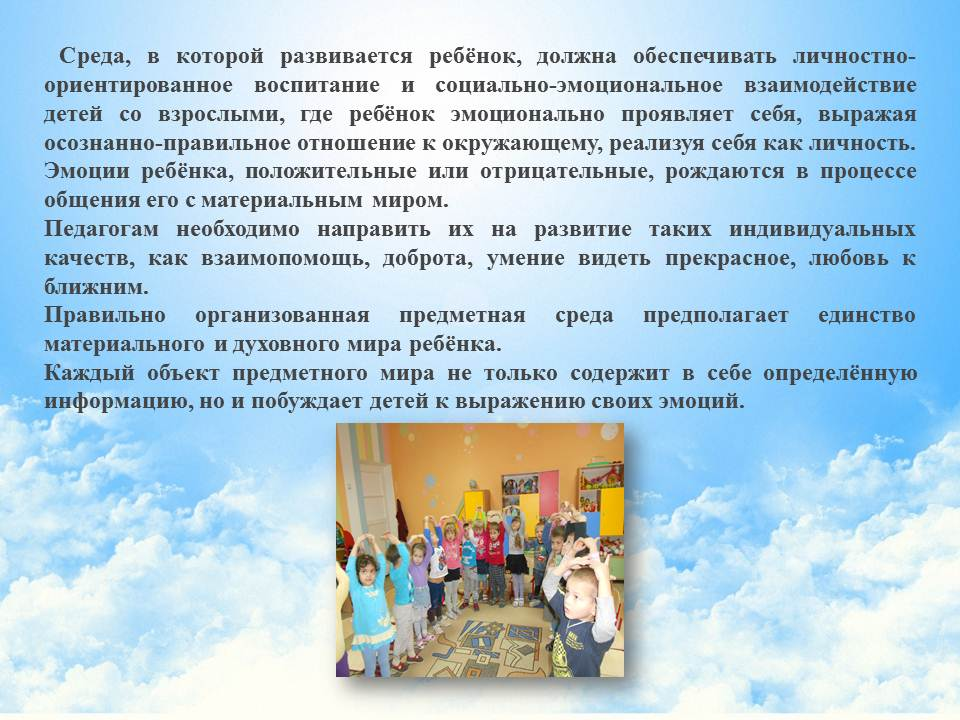 Среда, в которой развивается ребёнок, должна обеспечивать личностно-
ориентированное воспитание и социально-эмоциональное взаимодействие
детей со взрослыми, где ребёнок эмоционально проявляет себя, выражая
осознанно-правильное отношение к окружающему, реализуя себя как личность.
Эмоции ребёнка, положительные или отрицательные, рождаются в процессе
общения его с материальным миром.
Педагогам необходимо направить их на развитие таких индивидуальных
качеств, как взаимопомощь, доброта, умение видеть прекрасное, любовь к
ближним.
Правильно организованная предметная среда предполагает единство
материального и духовного мира ребёнка.
Каждый объект предметного мира не только содержит в себе определённую
информацию, но и побуждает детей к выражению своих эмоций.